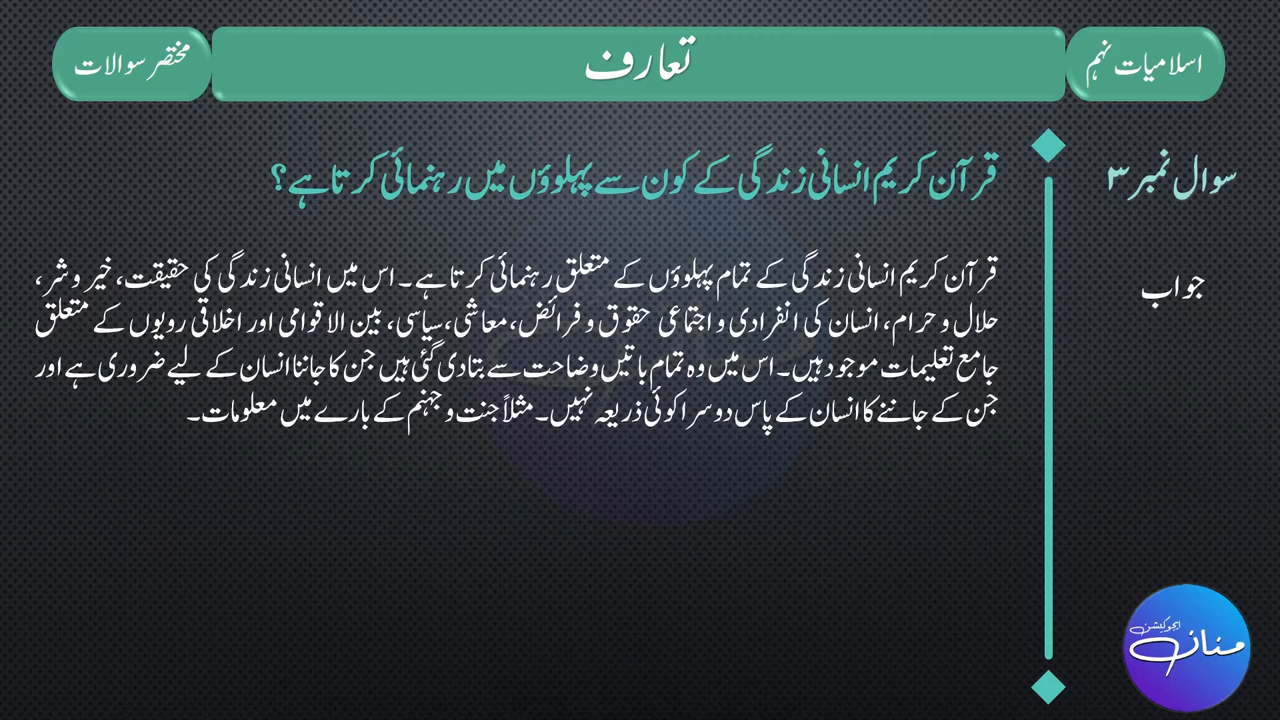 اسلامیات نہم
تعارف
مختصر سوالات
سوال نمبر ۳
قرآن کریم انسانی زندگی کے کون سے پہلوؤں میں رہنمائی کرتا ہے؟
جواب
قرآن کریم انسانی زندگی کے تمام پہلوؤں کے متعلق رہنمائی کرتا ہے۔ اس میں انسانی زندگی کی حقیقت، خیر و شر،
حلال و حرام، انسان کی انفرادی و اجتماعی حقوق و فرائض، معاشی، سیاسی، بین الاقوامی اور اخلاقی رویوں کے متعلق
جامع تعلیمات موجود ہیں۔ اس میں وہ تمام باتیں وضاحت سے بتا دی گئی ہیں جن کا جاننا انسان کے لیے ضروری ہے اور
جن کے جاننے کا انسان کے پاس دوسرا کوئی ذریعہ نہیں۔ مثلاً جنت و جہنم کے بارے میں معلومات۔
ایجوکیشن
منان